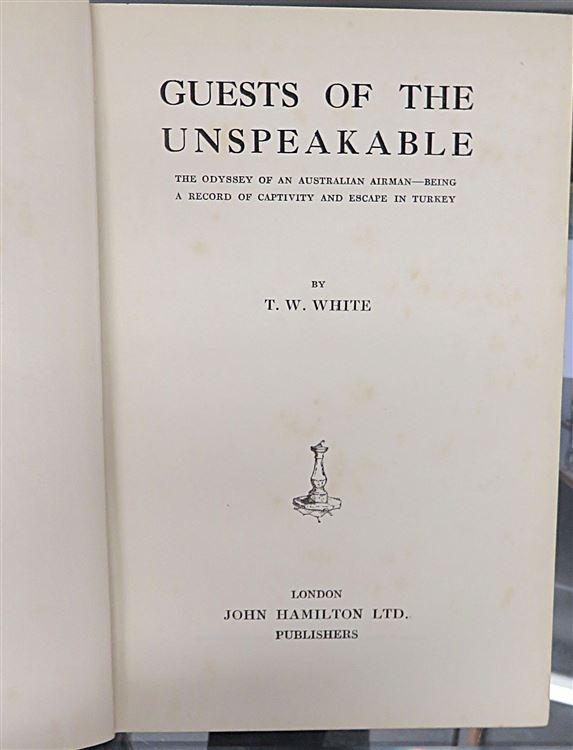 GUESTS OF THE
UNSPEAKABLE
THE ODYSSEY OF AN AUSTRALIAN AIRMAN—BEING
A RECORD OF CAPTIVITY AND ESCAPE IN TURKEY
BY
T. W. WHITE
LONDON
JOHN HAMILTON LTD.
PUBLISHERS